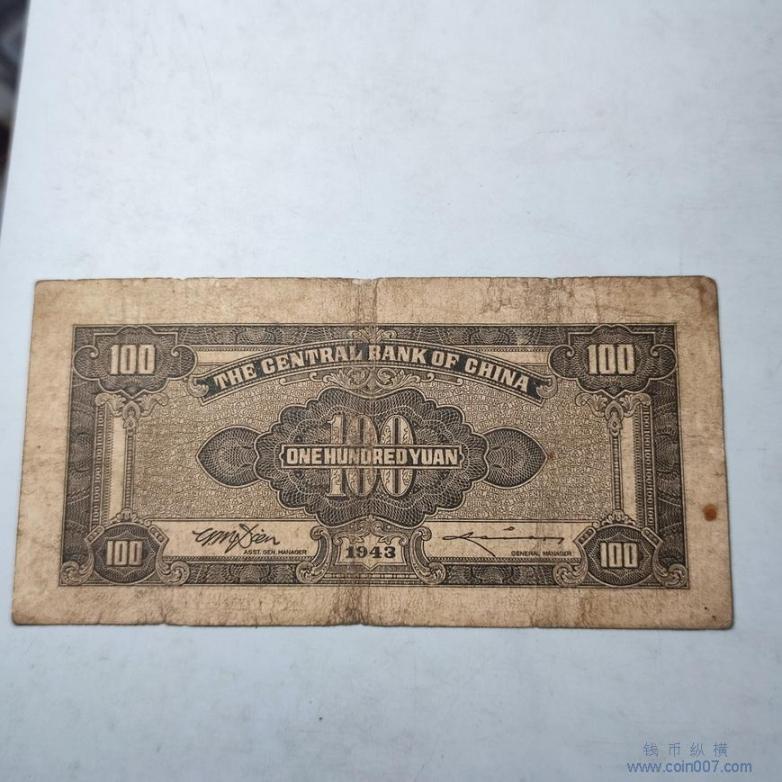 100 100
THE CENTRAL BANK OF CHINA
100
ONE HUNDRED YUAN
ASST. GEN. MANAGER
1943
GENERAL MANAGER
100 100
钱币纵横
www.coin007.com